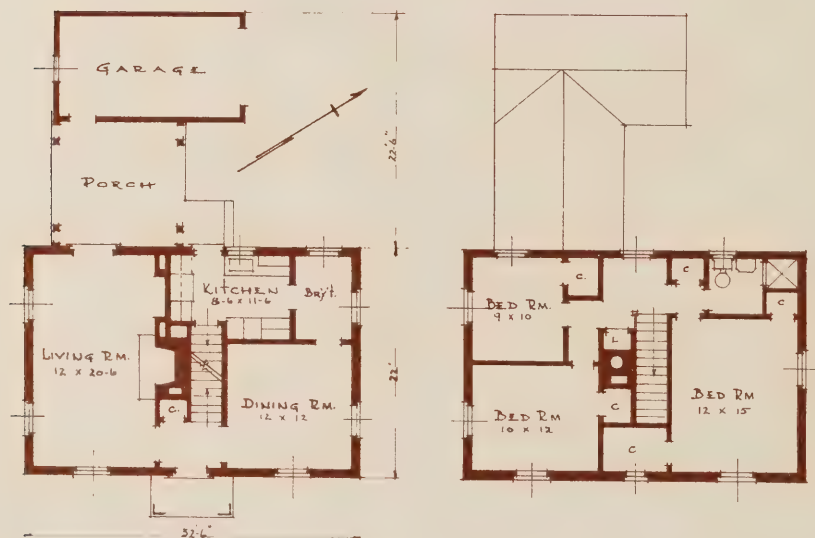 GARAGE
PORCH
22'-6"
KITCHEN
8-6 x 11-6
Brk'f.
LIVING RM.
12 x 20-6
C.
DINING RM.
12 x 12
22'
32'-6"
C.
C
BED RM.
9 x 10
C
L
BED RM
10 x 12
C
BED RM
12 x 15
C